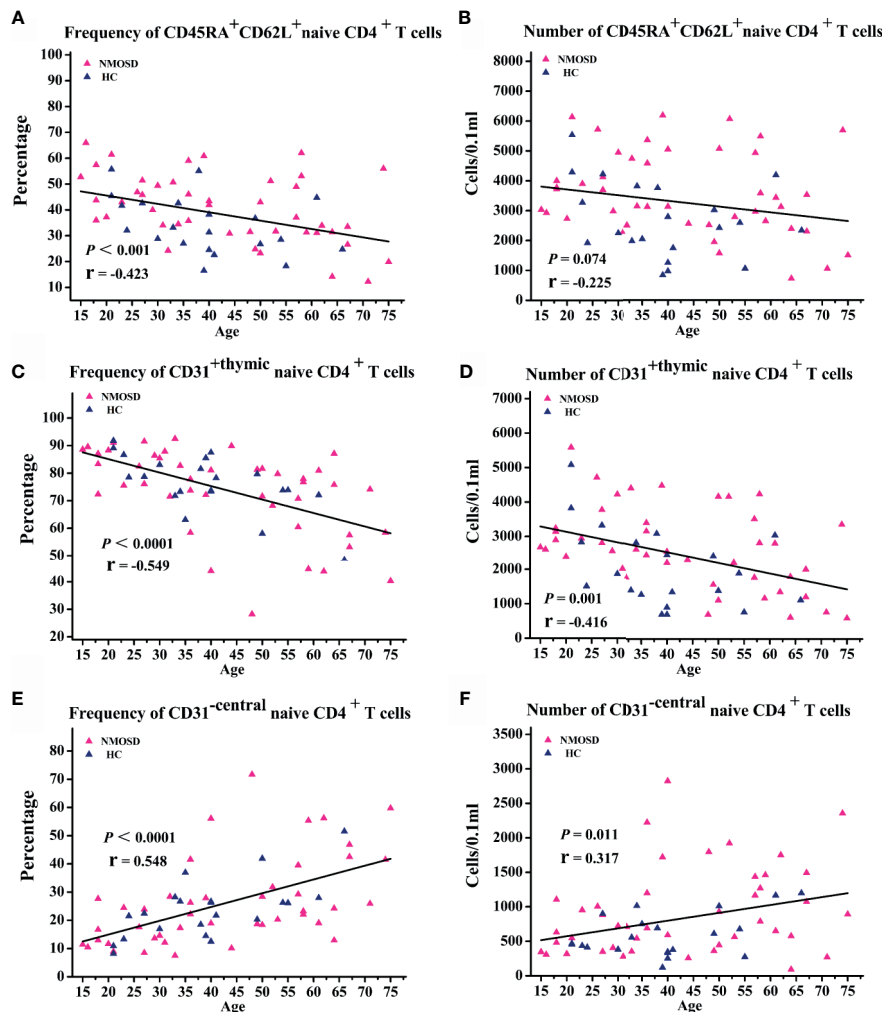 A
Frequency of CD45RA+CD62L+naive CD4 + T cells
NMOSD
HC
100
90
80
70
60
50
40
30
20
10
Percentage
P < 0.001
r = -0.423
15 20 25 30 35 40 45 50 55 60 65 70 75
Age
B
Number of CD45RA+CD62L+naive CD4 + T cells
NMOSD
HC
8000
7000
6000
5000
4000
3000
2000
1000
0
Cells/0.1ml
P = 0.074
r = -0.225
15 20 25 30 35 40 45 50 55 60 65 70 75
Age
C
Frequency of CD31+thymic naive CD4 + T cells
NMOSD
HC
100
90
80
70
60
50
40
30
20
Percentage
P < 0.0001
r = -0.549
15 20 25 30 35 40 45 50 55 60 65 70 75
Age
D
Number of CD31+thymic naive CD4 + T cells
NMOSD
HC
7000
6000
5000
4000
3000
2000
1000
0
Cells/0.1ml
P = 0.001
r = -0.416
15 20 25 30 35 40 45 50 55 60 65 70 75
Age
E
Frequency of CD31-central naive CD4 + T cells
NMOSD
HC
80
70
60
50
40
30
20
10
0
Percentage
P < 0.0001
r = 0.548
15 20 25 30 35 40 45 50 55 60 65 70 75
Age
F
Number of CD31-central naive CD4 + T cells
NMOSD
HC
3500
3000
2500
2000
1500
1000
500
0
Cells/0.1ml
P = 0.011
r = 0.317
15 20 25 30 35 40 45 50 55 60 65 70 75
Age